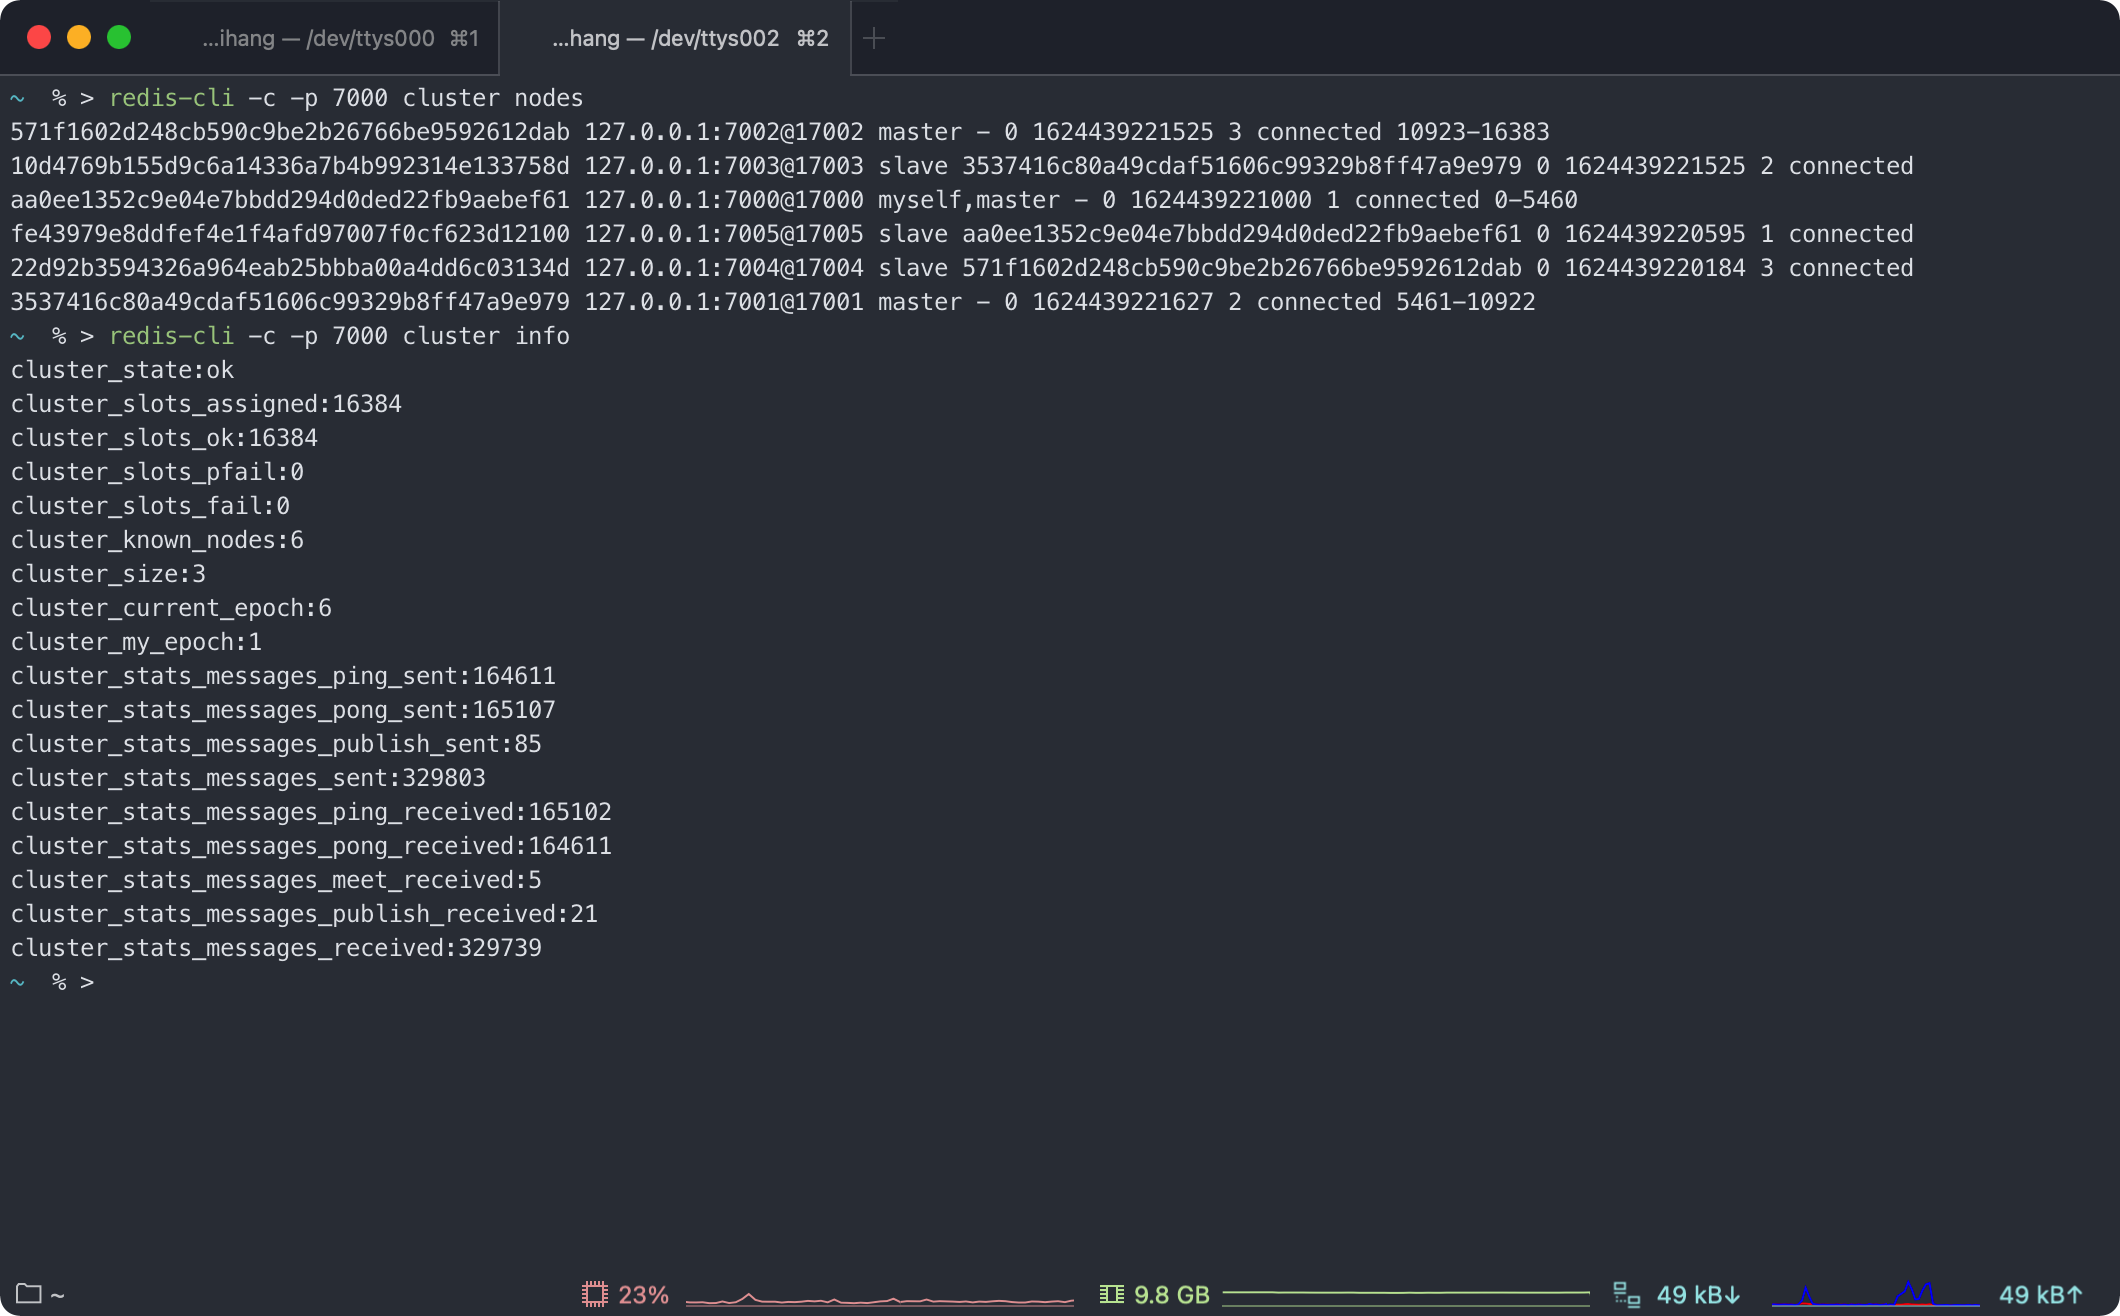 ...ihang — /dev/ttys000 ⌘1 ...hang — /dev/ttys002 ⌘2 +
~ % > redis-cli -c -p 7000 cluster nodes
571f1602d248cb590c9be2b26766be9592612dab 127.0.0.1:7002@17002 master - 0 1624439221525 3 connected 10923-16383
10d4769b155d9c6a14336a7b4b992314e133758d 127.0.0.1:7003@17003 slave 3537416c80a49cdaf51606c99329b8ff47a9e979 0 1624439221525 2 connected
aa0ee1352c9e04e7bbdd294d0ded22fb9aebef61 127.0.0.1:7000@17000 myself,master - 0 1624439221000 1 connected 0-5460
fe43979e8ddfef4e1f4afd97007f0cf623d12100 127.0.0.1:7005@17005 slave aa0ee1352c9e04e7bbdd294d0ded22fb9aebef61 0 1624439220595 1 connected
22d92b3594326a964eab25bbba00a4dd6c03134d 127.0.0.1:7004@17004 slave 571f1602d248cb590c9be2b26766be9592612dab 0 1624439220184 3 connected
3537416c80a49cdaf51606c99329b8ff47a9e979 127.0.0.1:7001@17001 master - 0 1624439221627 2 connected 5461-10922
~ % > redis-cli -c -p 7000 cluster info
cluster_state:ok
cluster_slots_assigned:16384
cluster_slots_ok:16384
cluster_slots_pfail:0
cluster_slots_fail:0
cluster_known_nodes:6
cluster_size:3
cluster_current_epoch:6
cluster_my_epoch:1
cluster_stats_messages_ping_sent:164611
cluster_stats_messages_pong_sent:165107
cluster_stats_messages_publish_sent:85
cluster_stats_messages_sent:329803
cluster_stats_messages_ping_received:165102
cluster_stats_messages_pong_received:164611
cluster_stats_messages_meet_received:5
cluster_stats_messages_publish_received:21
cluster_stats_messages_received:329739
~ % >
~ 23% 9.8 GB 49 kB↓ 49 kB↑